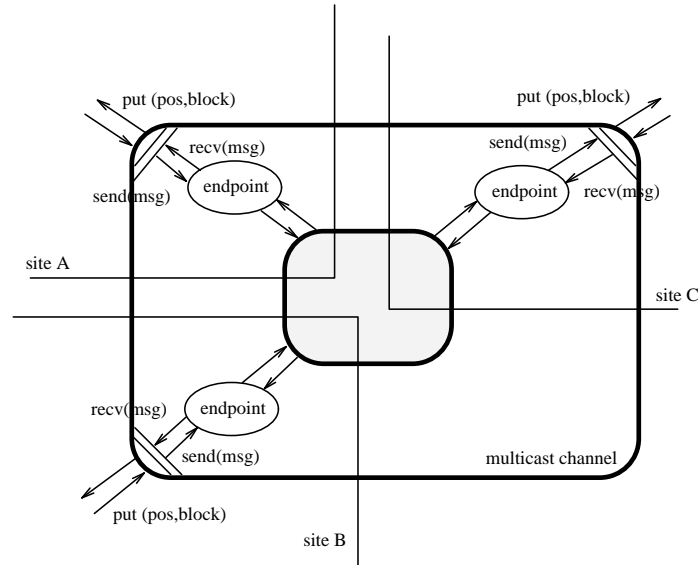 put (pos,block)
put (pos,block)
recv(msg)
send(msg)
endpoint
endpoint
send(msg)
recv(msg)
site A
site C
recv(msg)
endpoint
send(msg)
multicast channel
put (pos,block)
site B